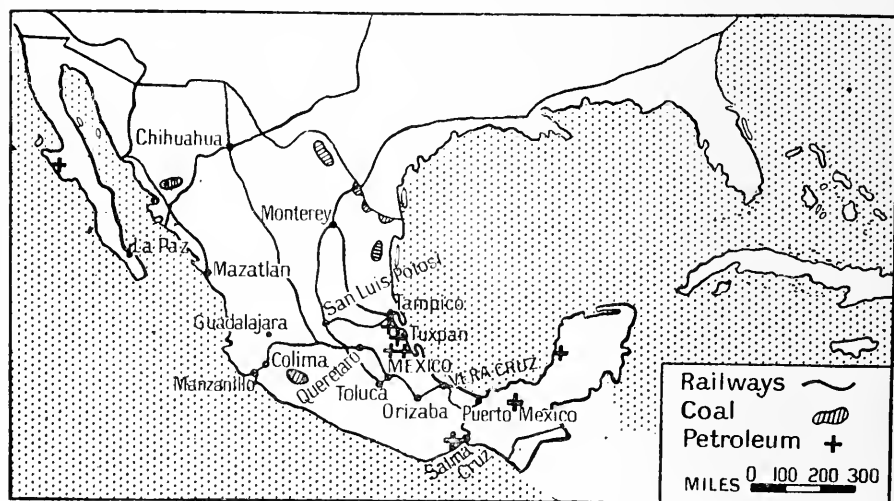 Chihuahua
Monterey
La Paz
Mazatlan
San Luis Potosi
Tampico
Guadalajara
Tuxpan
Colima
Queretaro
MEXICO
VERA CRUZ
Manzanillo
Toluca
Orizaba
Puerto Mexico
Salina Cruz
Railways
Coal
Petroleum
MILES 0 100 200 300